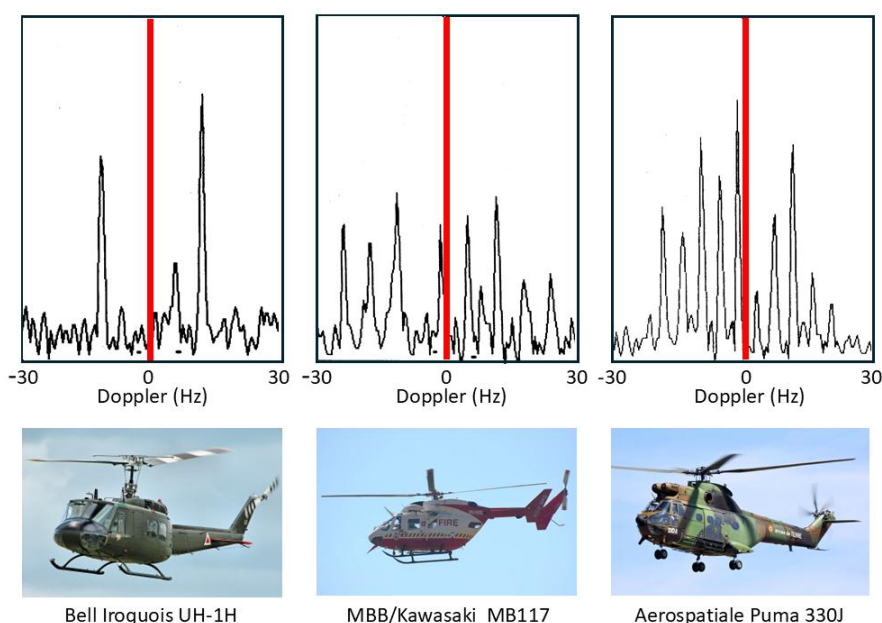 -30 0 30 -30 0 30 -30 0 30
Doppler (Hz) Doppler (Hz) Doppler (Hz)
FIRE
Bell Iroquois UH-1H MBB/Kawasaki MB117 Aerospatiale Puma 330J